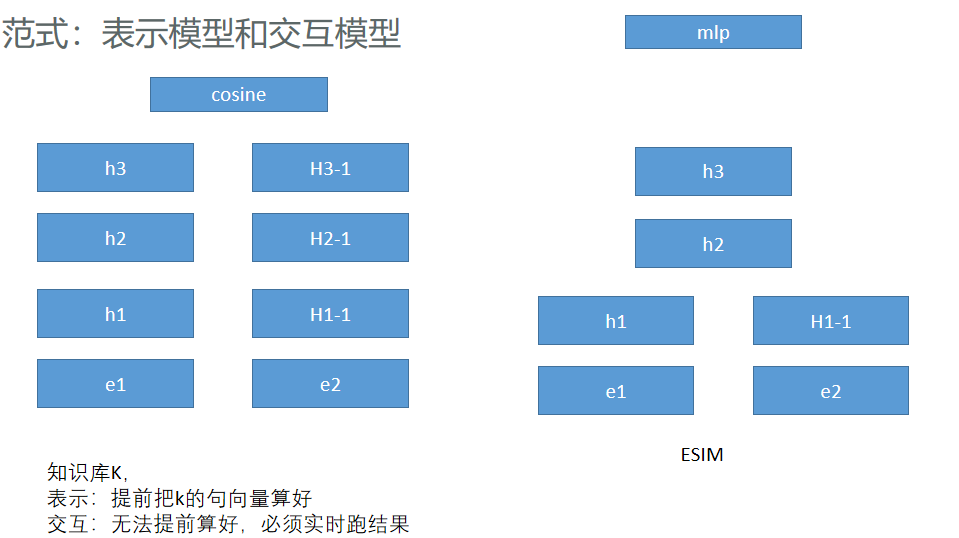 范式：表示模型和交互模型
mlp
cosine
h3
H3-1
h3
h2
H2-1
h2
h1
H1-1
h1
H1-1
e1
e2
e1
e2
ESIM
知识库K,
表示：提前把k的句向量算好
交互：无法提前算好，必须实时跑结果